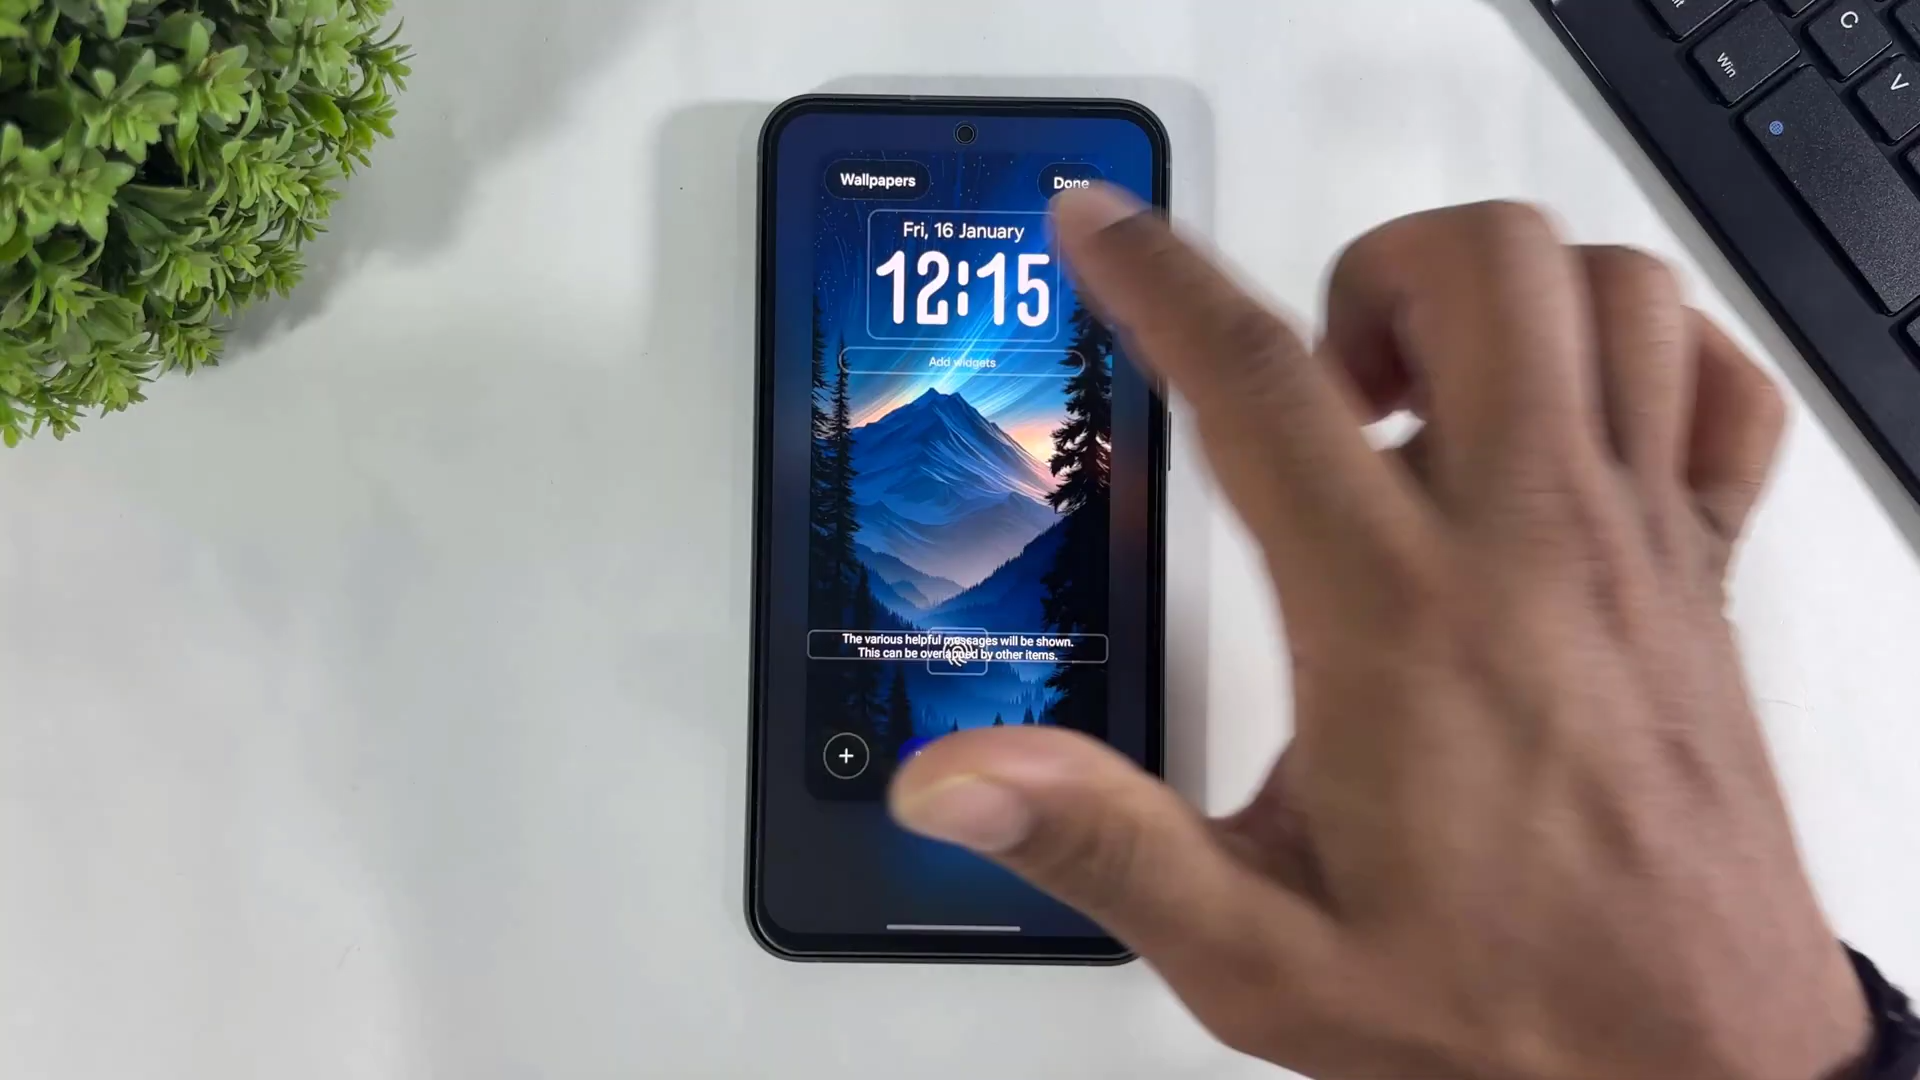 Wallpapers
Done
Fri, 16 January
12:15
Add widgets
The various helpful messages will be shown.
This can be overlapped by other items.
+
Win
C
V